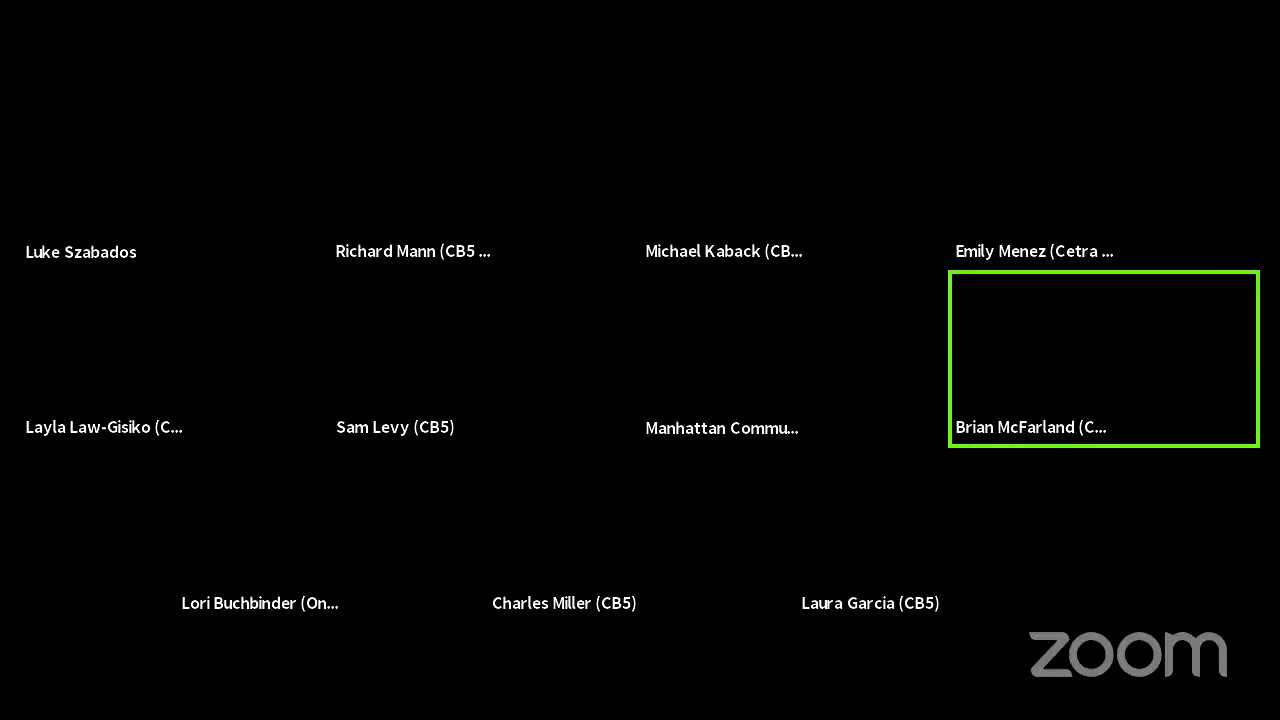 Luke Szabados
Richard Mann (CB5 ...
Michael Kaback (CB...
Emily Menez (Cetra ...
Layla Law-Gisiko (C...
Sam Levy (CB5)
Manhattan Commu...
Brian McFarland (C...
Lori Buchbinder (On...
Charles Miller (CB5)
Laura Garcia (CB5)
zoom